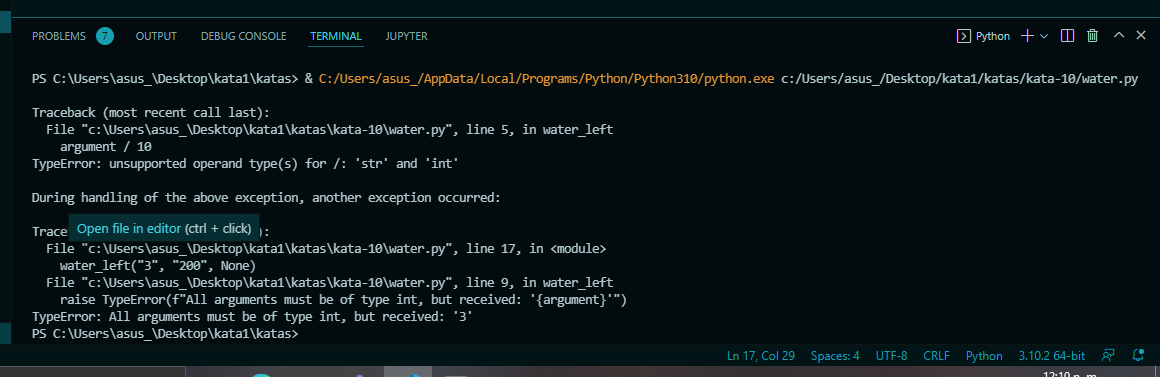 PROBLEMS 7 OUTPUT DEBUG CONSOLE TERMINAL JUPYTER Python
PS C:\Users\asus_\Desktop\kata1\katas> & C:/Users/asus_/AppData/Local/Programs/Python/Python310/python.exe c:/Users/asus_/Desktop/kata1/katas/kata-10/water.py
Traceback (most recent call last):
File "c:\Users\asus_\Desktop\kata1\katas\kata-10\water.py", line 5, in water_left
argument / 10
TypeError: unsupported operand type(s) for /: 'str' and 'int'
During handling of the above exception, another exception occurred:
Trace Open file in editor (ctrl + click) ):
File "c:\Users\asus_\Desktop\kata1\katas\kata-10\water.py", line 17, in <module>
water_left("3", "200", None)
File "c:\Users\asus_\Desktop\kata1\katas\kata-10\water.py", line 9, in water_left
raise TypeError(f"All arguments must be of type int, but received: '{argument}'")
TypeError: All arguments must be of type int, but received: '3'
PS C:\Users\asus_\Desktop\kata1\katas>
Ln 17, Col 29 Spaces: 4 UTF-8 CRLF Python 3.10.2 64-bit